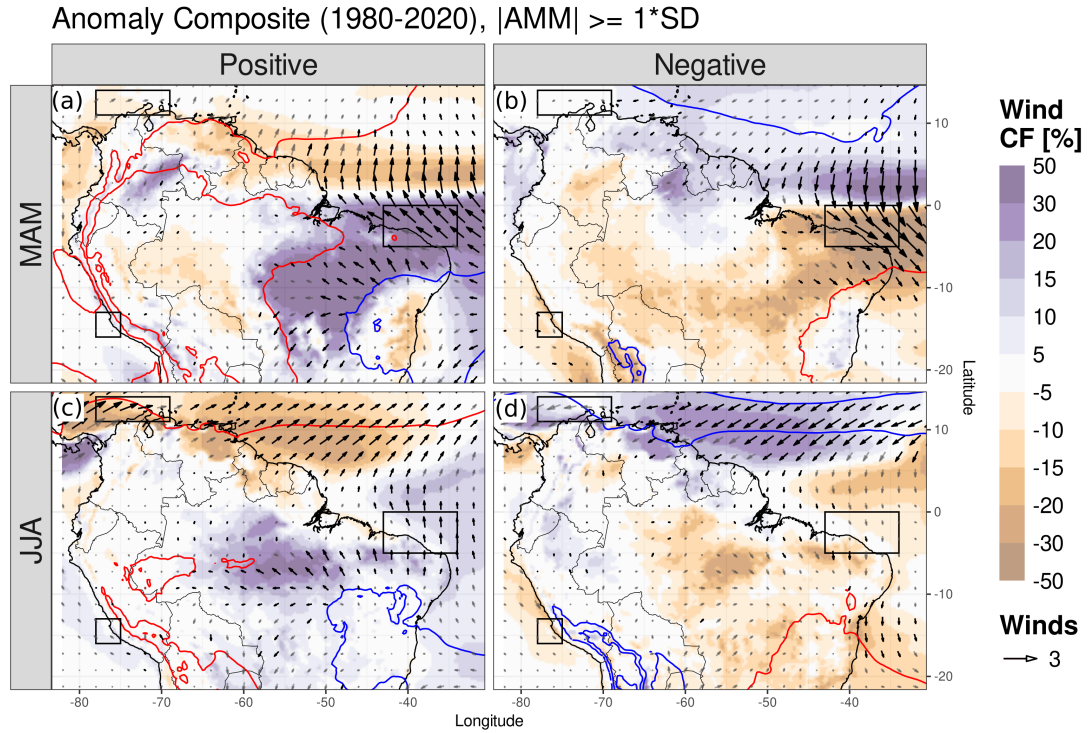 Anomaly Composite (1980-2020), |AMM| >= 1*SD
Positive
Negative
MAM
(a)
(b)
10
0
-10
-20
JJA
(c)
(d)
10
0
-10
-20
Latitude
-80
-70
-60
-50
-40
-80
-70
-60
-50
-40
Longitude
Wind
CF [%]
50
30
20
15
10
5
-5
-10
-15
-20
-30
-50
Winds
3